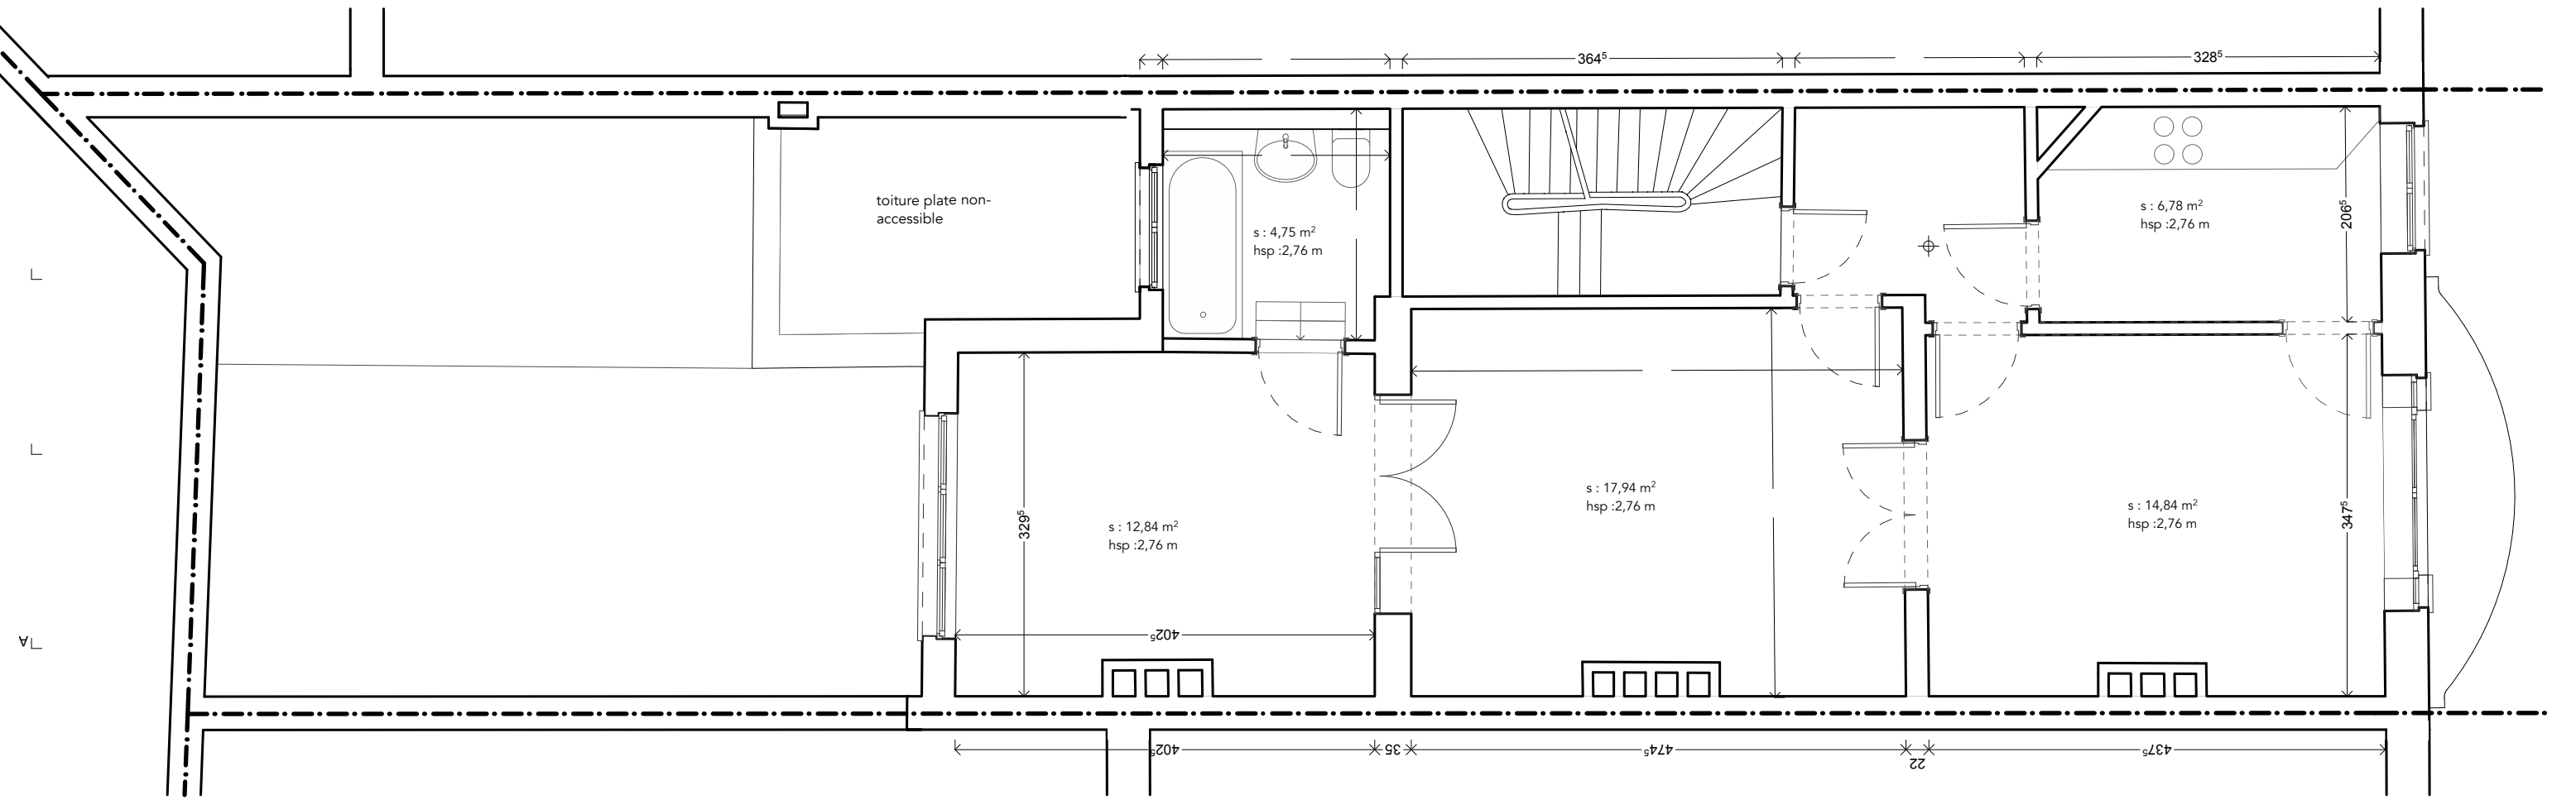 364⁵
328⁵
toiture plate non-
accessible
s : 4,75 m²
hsp :2,76 m
s : 6,78 m²
hsp :2,76 m
206⁵
A
329⁵
s : 12,84 m²
hsp :2,76 m
s : 17,94 m²
hsp :2,76 m
s : 14,84 m²
hsp :2,76 m
347⁵
402⁵
402⁵
35
474⁵
22
437⁵